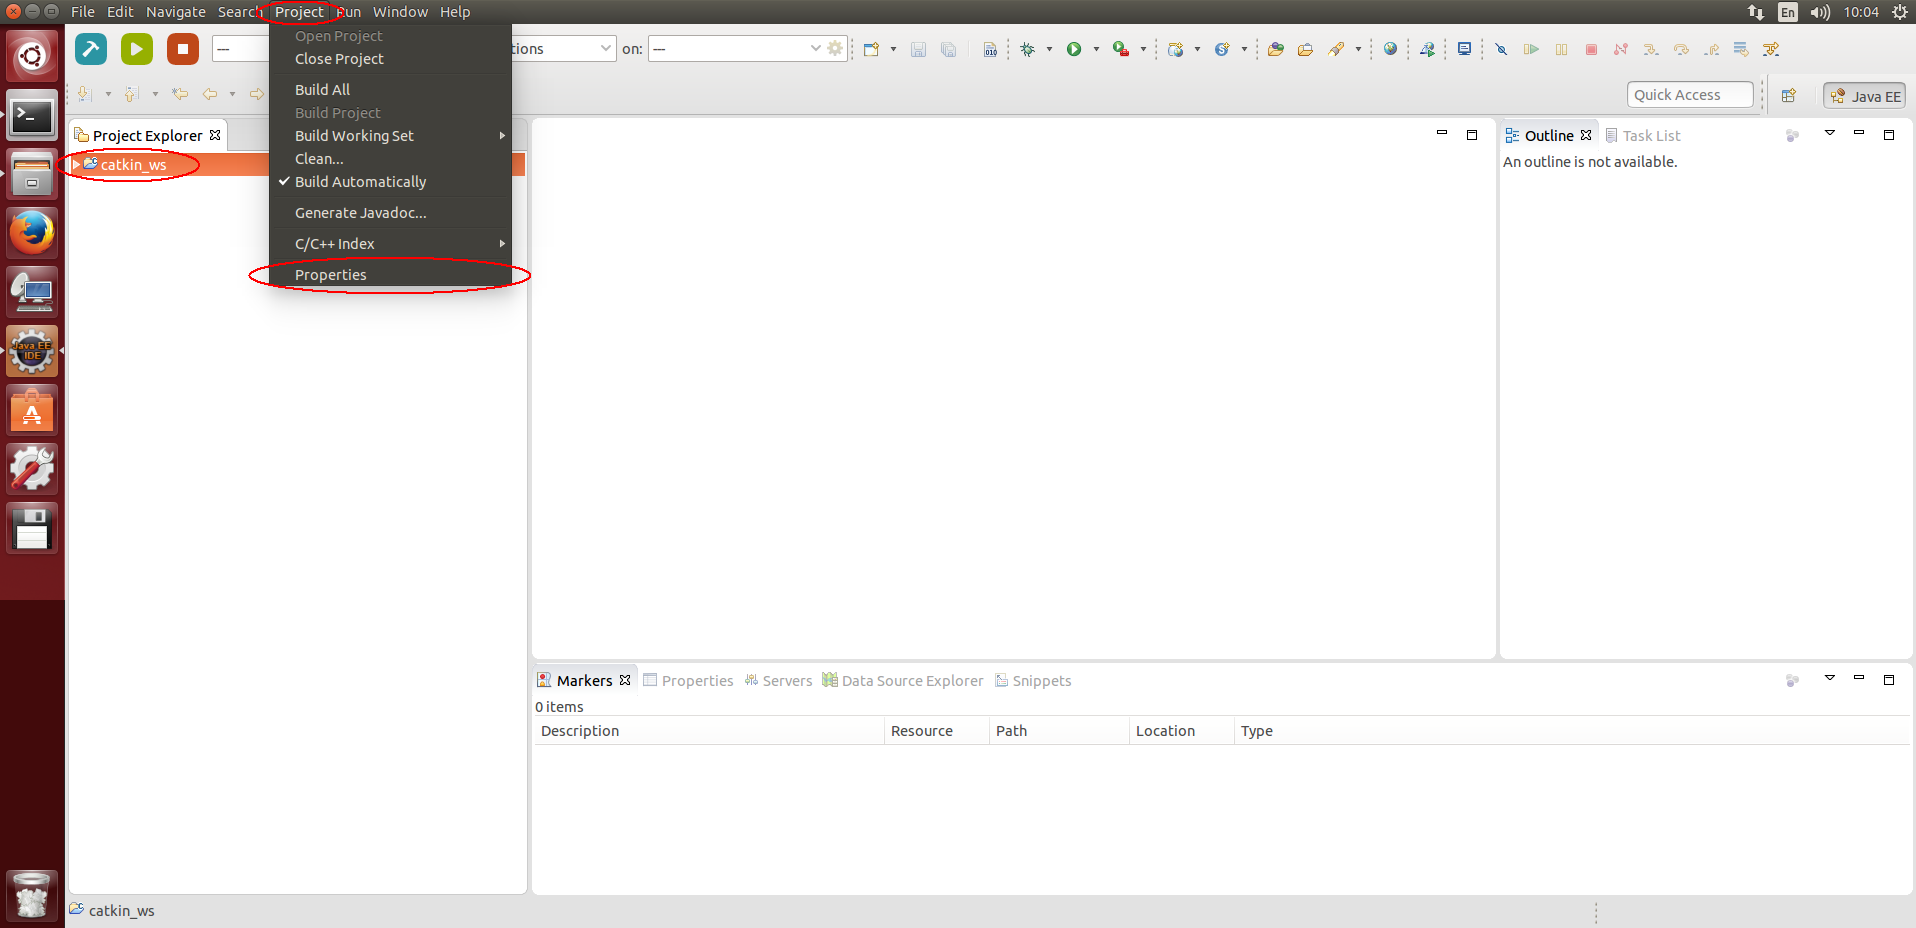 File Edit Navigate Search Project Run Window Help
En 10:04
--- tions on: ---
Quick Access
Java EE
Open Project
Close Project
Build All
Build Project
Build Working Set
Clean...
Build Automatically
Generate Javadoc...
C/C++ Index
Properties
Project Explorer
catkin_ws
Java EE
IDE
Outline Task List
An outline is not available.
Markers Properties Servers Data Source Explorer Snippets
0 items
Description Resource Path Location Type
catkin_ws